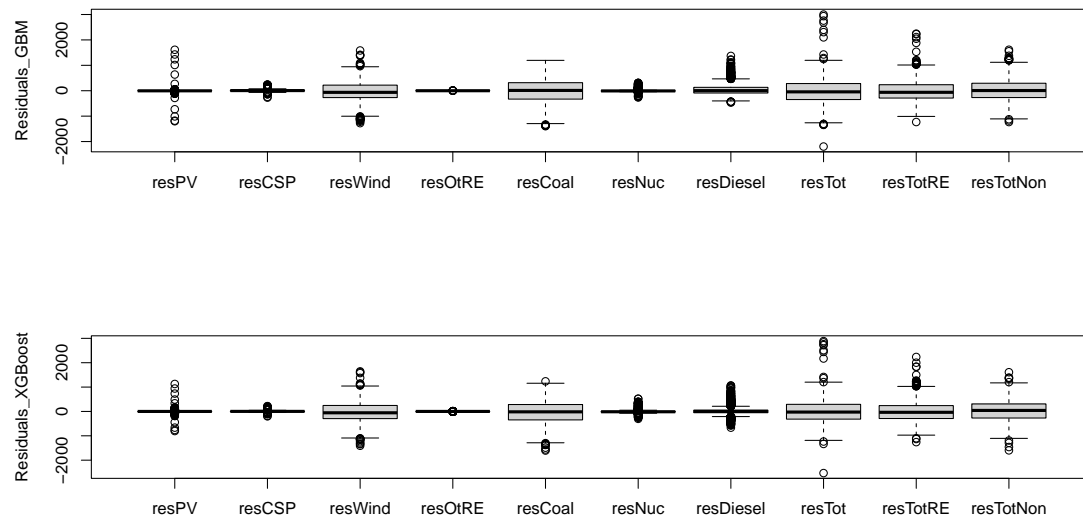 Residuals_GBM
2000
0
−2000
resPV resCSP resWind resOtRE resCoal resNuc resDiesel resTot resTotRE resTotNon
Residuals_XGBoost
2000
0
−2000
resPV resCSP resWind resOtRE resCoal resNuc resDiesel resTot resTotRE resTotNon